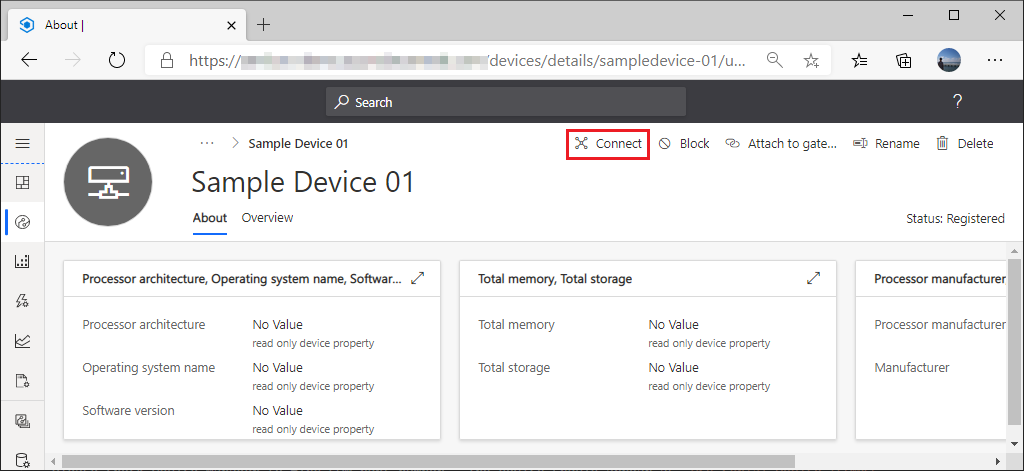 About |
https:// /devices/details/sampledevice-01/u...
Search
?
... > Sample Device 01
Connect
Block
Attach to gate...
Rename
Delete
Sample Device 01
About
Overview
Status: Registered
Processor architecture, Operating system name, Softwar...
Total memory, Total storage
Processor manufacturer
Processor architecture
No Value
read only device property
Operating system name
No Value
read only device property
Software version
No Value
read only device property
Total memory
No Value
read only device property
Total storage
No Value
read only device property
Processor manufacturer
Manufacturer